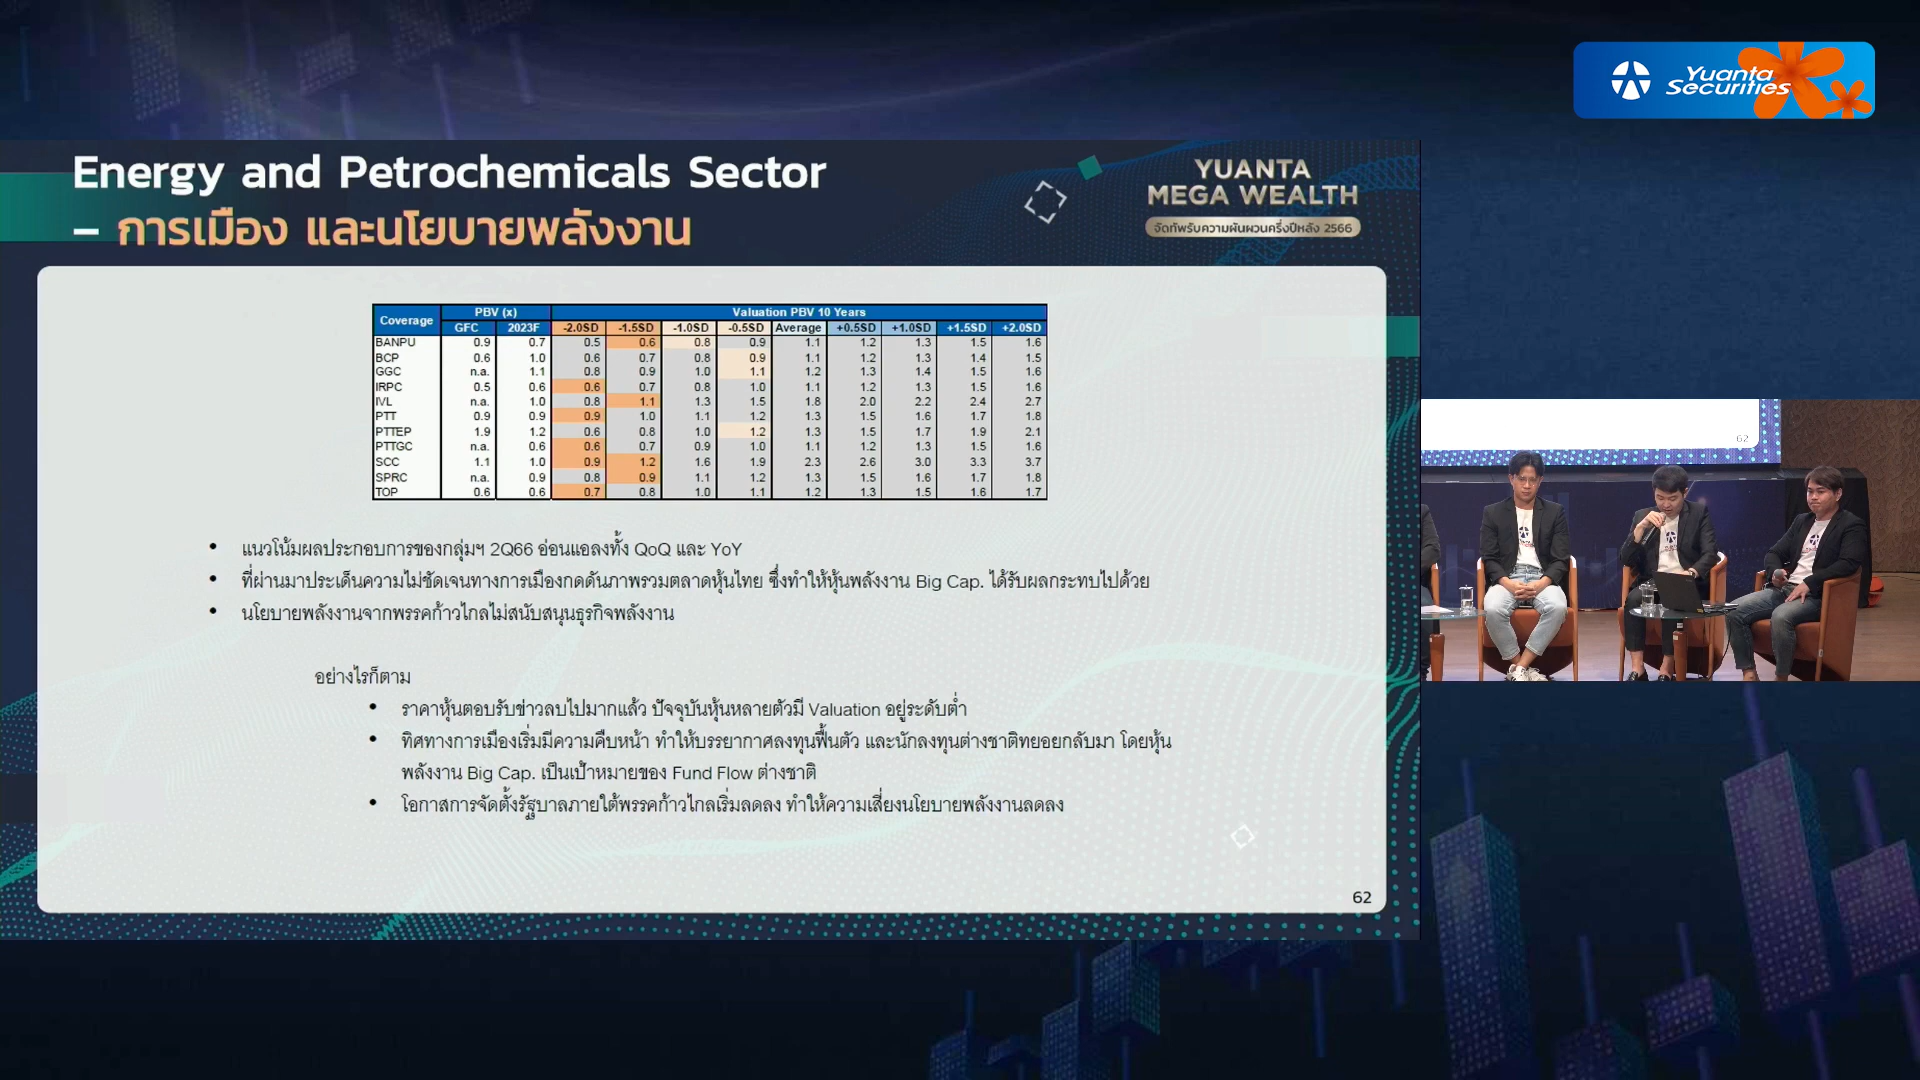 Yuanta
Securities
Energy and Petrochemicals Sector
– การเมือง และนโยบายพลังงาน
YUANTA
MEGA WEALTH
จัดทัพรับความผันผวนครึ่งปีหลัง 2566
Coverage PBV (x) Valuation PBV 10 Years
GFC 2023F -2.0SD -1.5SD -1.0SD -0.5SD Average +0.5SD +1.0SD +1.5SD +2.0SD
BANPU 0.9 0.7 0.5 0.6 0.8 0.9 1.1 1.2 1.3 1.5 1.6
BCP 0.6 1.0 0.6 0.7 0.8 0.9 1.1 1.2 1.3 1.4 1.5
GGC n.a. 1.1 0.8 0.9 1.0 1.1 1.2 1.3 1.4 1.5 1.6
IRPC 0.5 0.6 0.6 0.7 0.8 1.0 1.1 1.2 1.3 1.5 1.6
IVL n.a. 1.0 0.8 1.1 1.3 1.5 1.8 2.0 2.2 2.4 2.7
PTT 0.9 0.9 0.9 1.0 1.1 1.2 1.3 1.5 1.6 1.7 1.8
PTTEP 1.9 1.2 0.6 0.8 1.0 1.2 1.3 1.5 1.7 1.9 2.1
PTTGC n.a. 0.6 0.6 0.7 0.9 1.0 1.1 1.2 1.3 1.5 1.6
SCC 1.1 1.0 0.9 1.2 1.6 1.9 2.3 2.6 3.0 3.3 3.7
SPRC n.a. 0.9 0.8 0.9 1.1 1.2 1.3 1.5 1.6 1.7 1.8
TOP 0.6 0.6 0.7 0.8 1.0 1.1 1.2 1.3 1.5 1.6 1.7
• แนวโน้มผลประกอบการของกลุ่มฯ 2Q66 อ่อนแอลงทั้ง QoQ และ YoY
• ที่ผ่านมาประเด็นความไม่ชัดเจนทางการเมืองกดดันภาพรวมตลาดหุ้นไทย ซึ่งทำให้หุ้นพลังงาน Big Cap. ได้รับผลกระทบไปด้วย
• นโยบายพลังงานจากพรรคก้าวไกลไม่สนับสนุนธุรกิจพลังงาน
อย่างไรก็ตาม
• ราคาหุ้นตอบรับข่าวลบไปมากแล้ว ปัจจุบันหุ้นหลายตัวมี Valuation อยู่ระดับต่ำ
• ทิศทางการเมืองเริ่มมีความคืบหน้า ทำให้บรรยากาศลงทุนฟื้นตัว และนักลงทุนต่างชาติทยอยกลับมา โดยหุ้น
พลังงาน Big Cap. เป็นเป้าหมายของ Fund Flow ต่างชาติ
• โอกาสการจัดตั้งรัฐบาลภายใต้พรรคก้าวไกลเริ่มลดลง ทำให้ความเสี่ยงนโยบายพลังงานลดลง
62
62